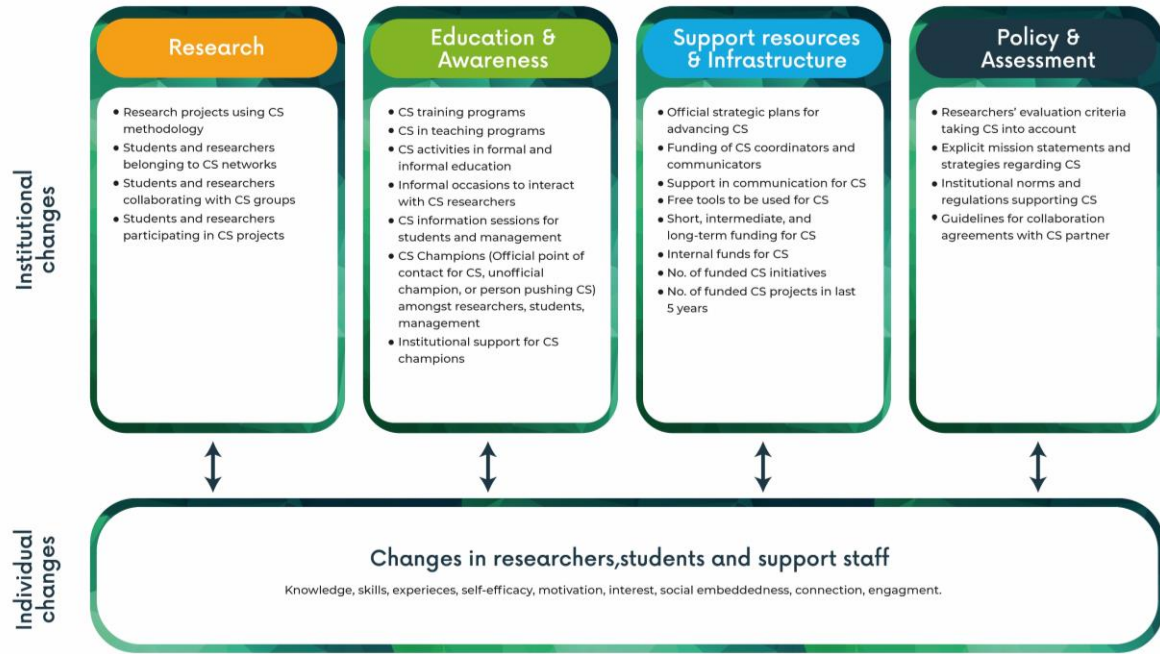 Research
• Research projects using CS
methodology
• Students and researchers
belonging to CS networks
• Students and researchers
collaborating with CS groups
• Students and researchers
participating in CS projects
Education &
Awareness
• CS training programs
• CS in teaching programs
• CS activities in formal and
informal education
• Informal occasions to interact
with CS researchers
• CS information sessions for
students and management
• CS Champions (Official point of
contact for CS, unofficial
champion, or person pushing CS)
amongst researchers, students,
management
• Institutional support for CS
champions
Support resources
& Infrastructure
• Official strategic plans for
advancing CS
• Funding of CS coordinators and
communicators
• Support in communication for CS
• Free tools to be used for CS
• Short, intermediate, and
long-term funding for CS
• Internal funds for CS
• No. of funded CS initiatives
• No. of funded CS projects in last
5 years
Policy &
Assessment
• Researchers' evaluation criteria
taking CS into account
• Explicit mission statements and
strategies regarding CS
• Institutional norms and
regulations supporting CS
• Guidelines for collaboration
agreements with CS partner
Institutional
changes
Individual
changes
Changes in researchers,students and support staff
Knowledge, skills, experieces, self-efficacy, motivation, interest, social embeddedness, connection, engagment.